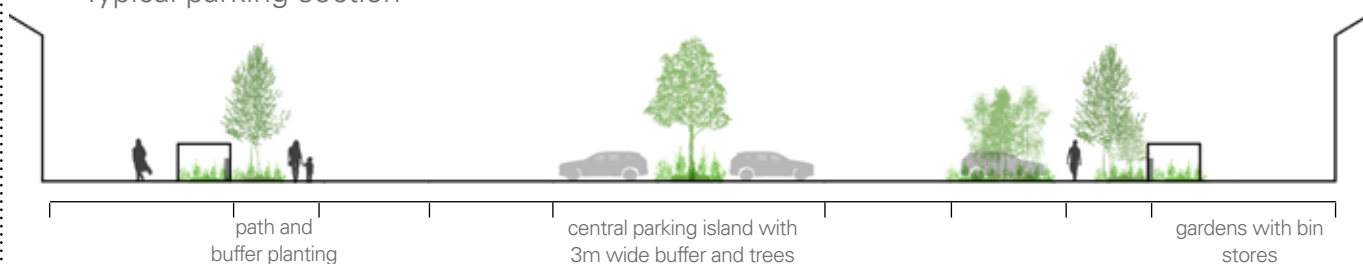 Typical parking section
path and
buffer planting
central parking island with
3m wide buffer and trees
gardens with bin
stores